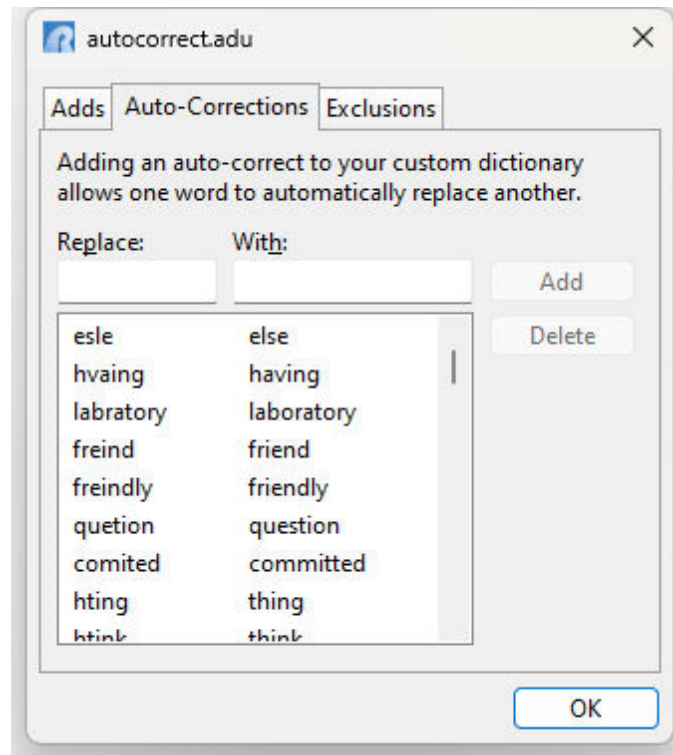 autocorrect.adu
Adds Auto-Corrections Exclusions
Adding an auto-correct to your custom dictionary
allows one word to automatically replace another.
Replace: With:
Add
esle else
Delete
hvaing having
labratory laboratory
freind friend
freindly friendly
quetion question
comited committed
hting thing
htink think
OK